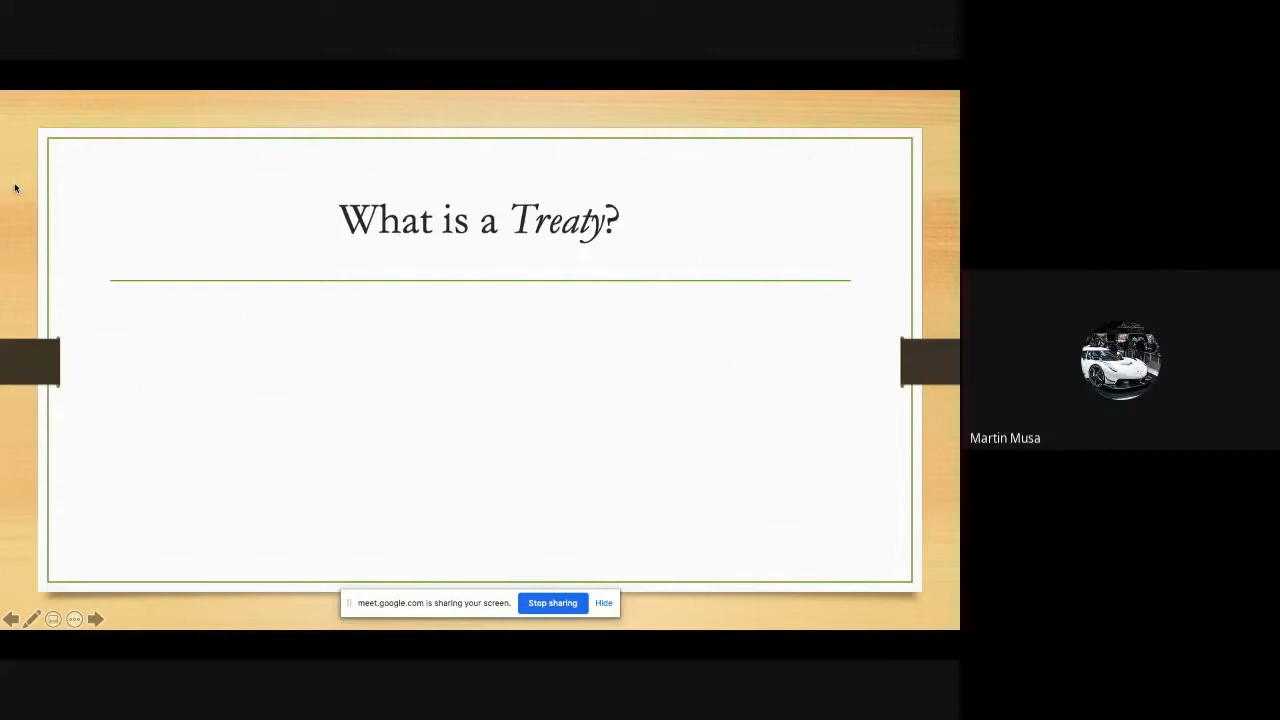 What is a Treaty?
Martin Musa
meet.google.com is sharing your screen. Stop sharing Hide